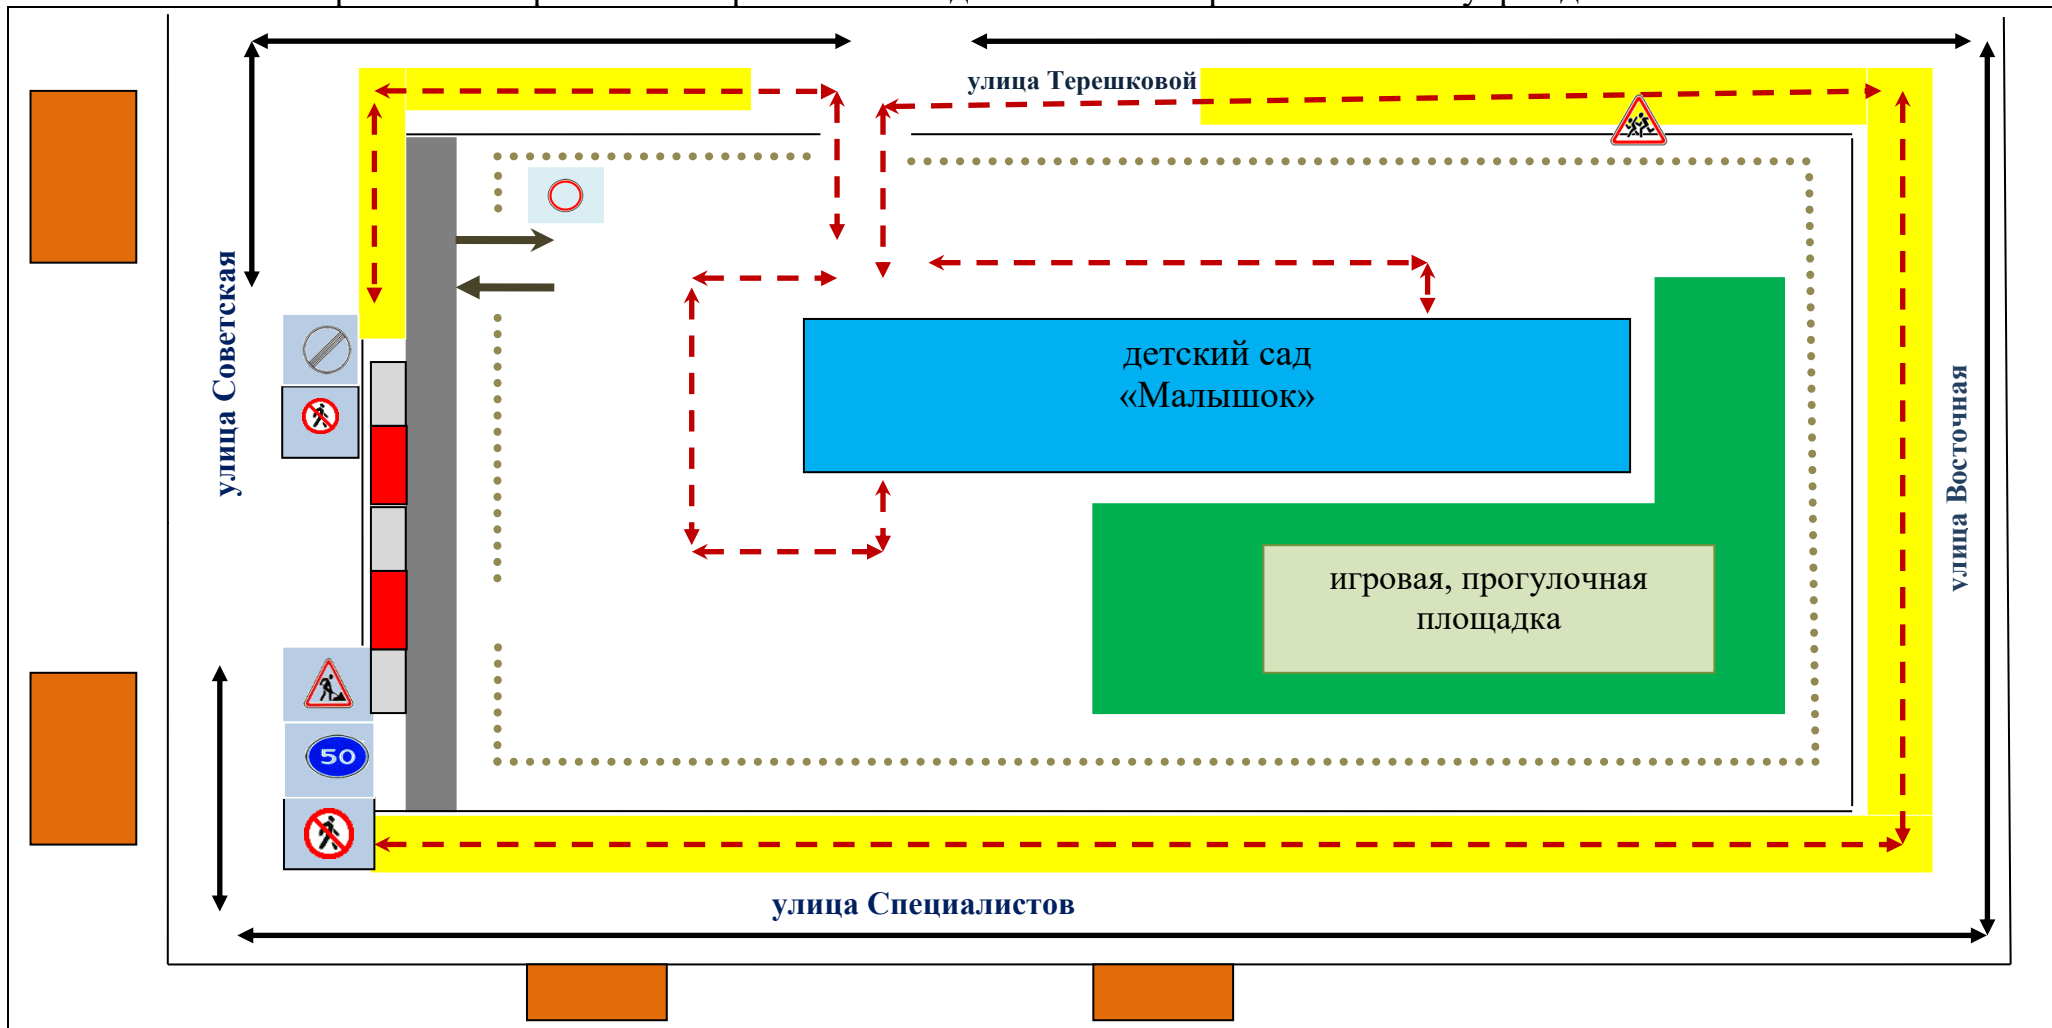 улица Терешковой
улица Советская
детский сад
«Малышок»
улица Восточная
игровая, прогулочная
площадка
50
улица Специалистов